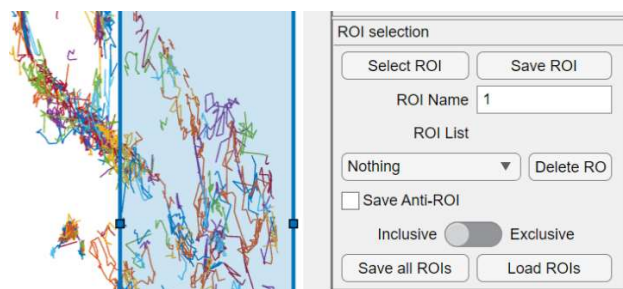 ROI selection
Select ROI
Save ROI
ROI Name
1
ROI List
Nothing
Delete RO
Save Anti-ROI
Inclusive
Exclusive
Save all ROIs
Load ROIs